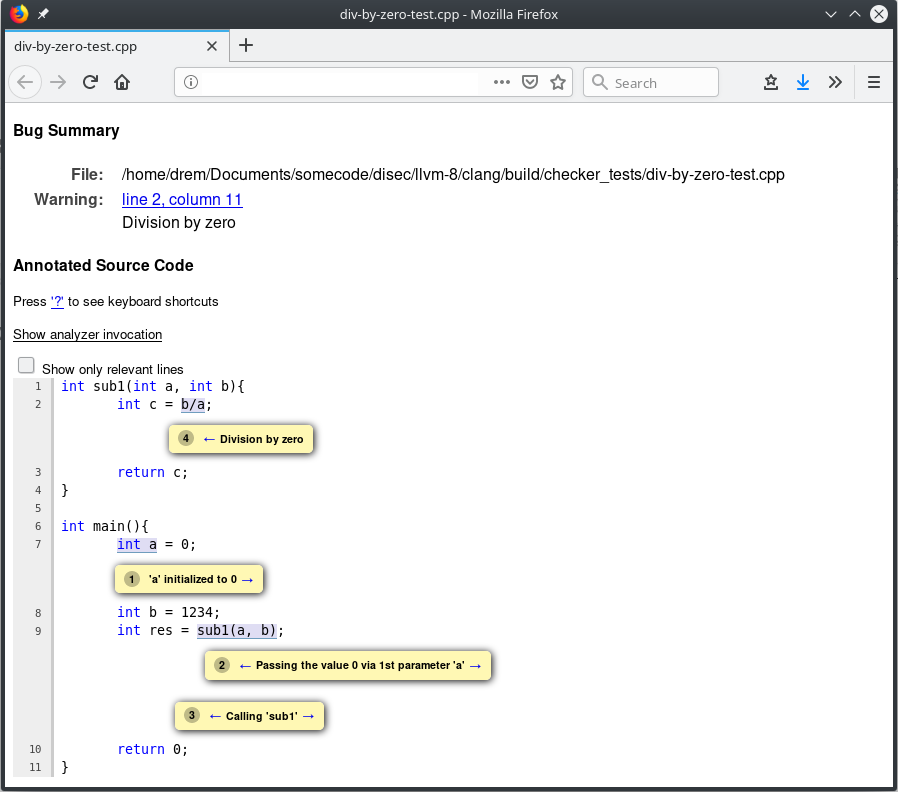 div-by-zero-test.cpp - Mozilla Firefox
div-by-zero-test.cpp
Search
Bug Summary
File: /home/drem/Documents/somecode/disec/llvm-8/clang/build/checker_tests/div-by-zero-test.cpp
Warning: line 2, column 11
Division by zero
Annotated Source Code
Press '?' to see keyboard shortcuts
Show analyzer invocation
Show only relevant lines
1 int sub1(int a, int b){
2 int c = b/a;
4 ← Division by zero
3 return c;
4 }
5
6 int main(){
7 int a = 0;
1 'a' initialized to 0 →
8 int b = 1234;
9 int res = sub1(a, b);
2 ← Passing the value 0 via 1st parameter 'a' →
3 ← Calling 'sub1' →
10 return 0;
11 }